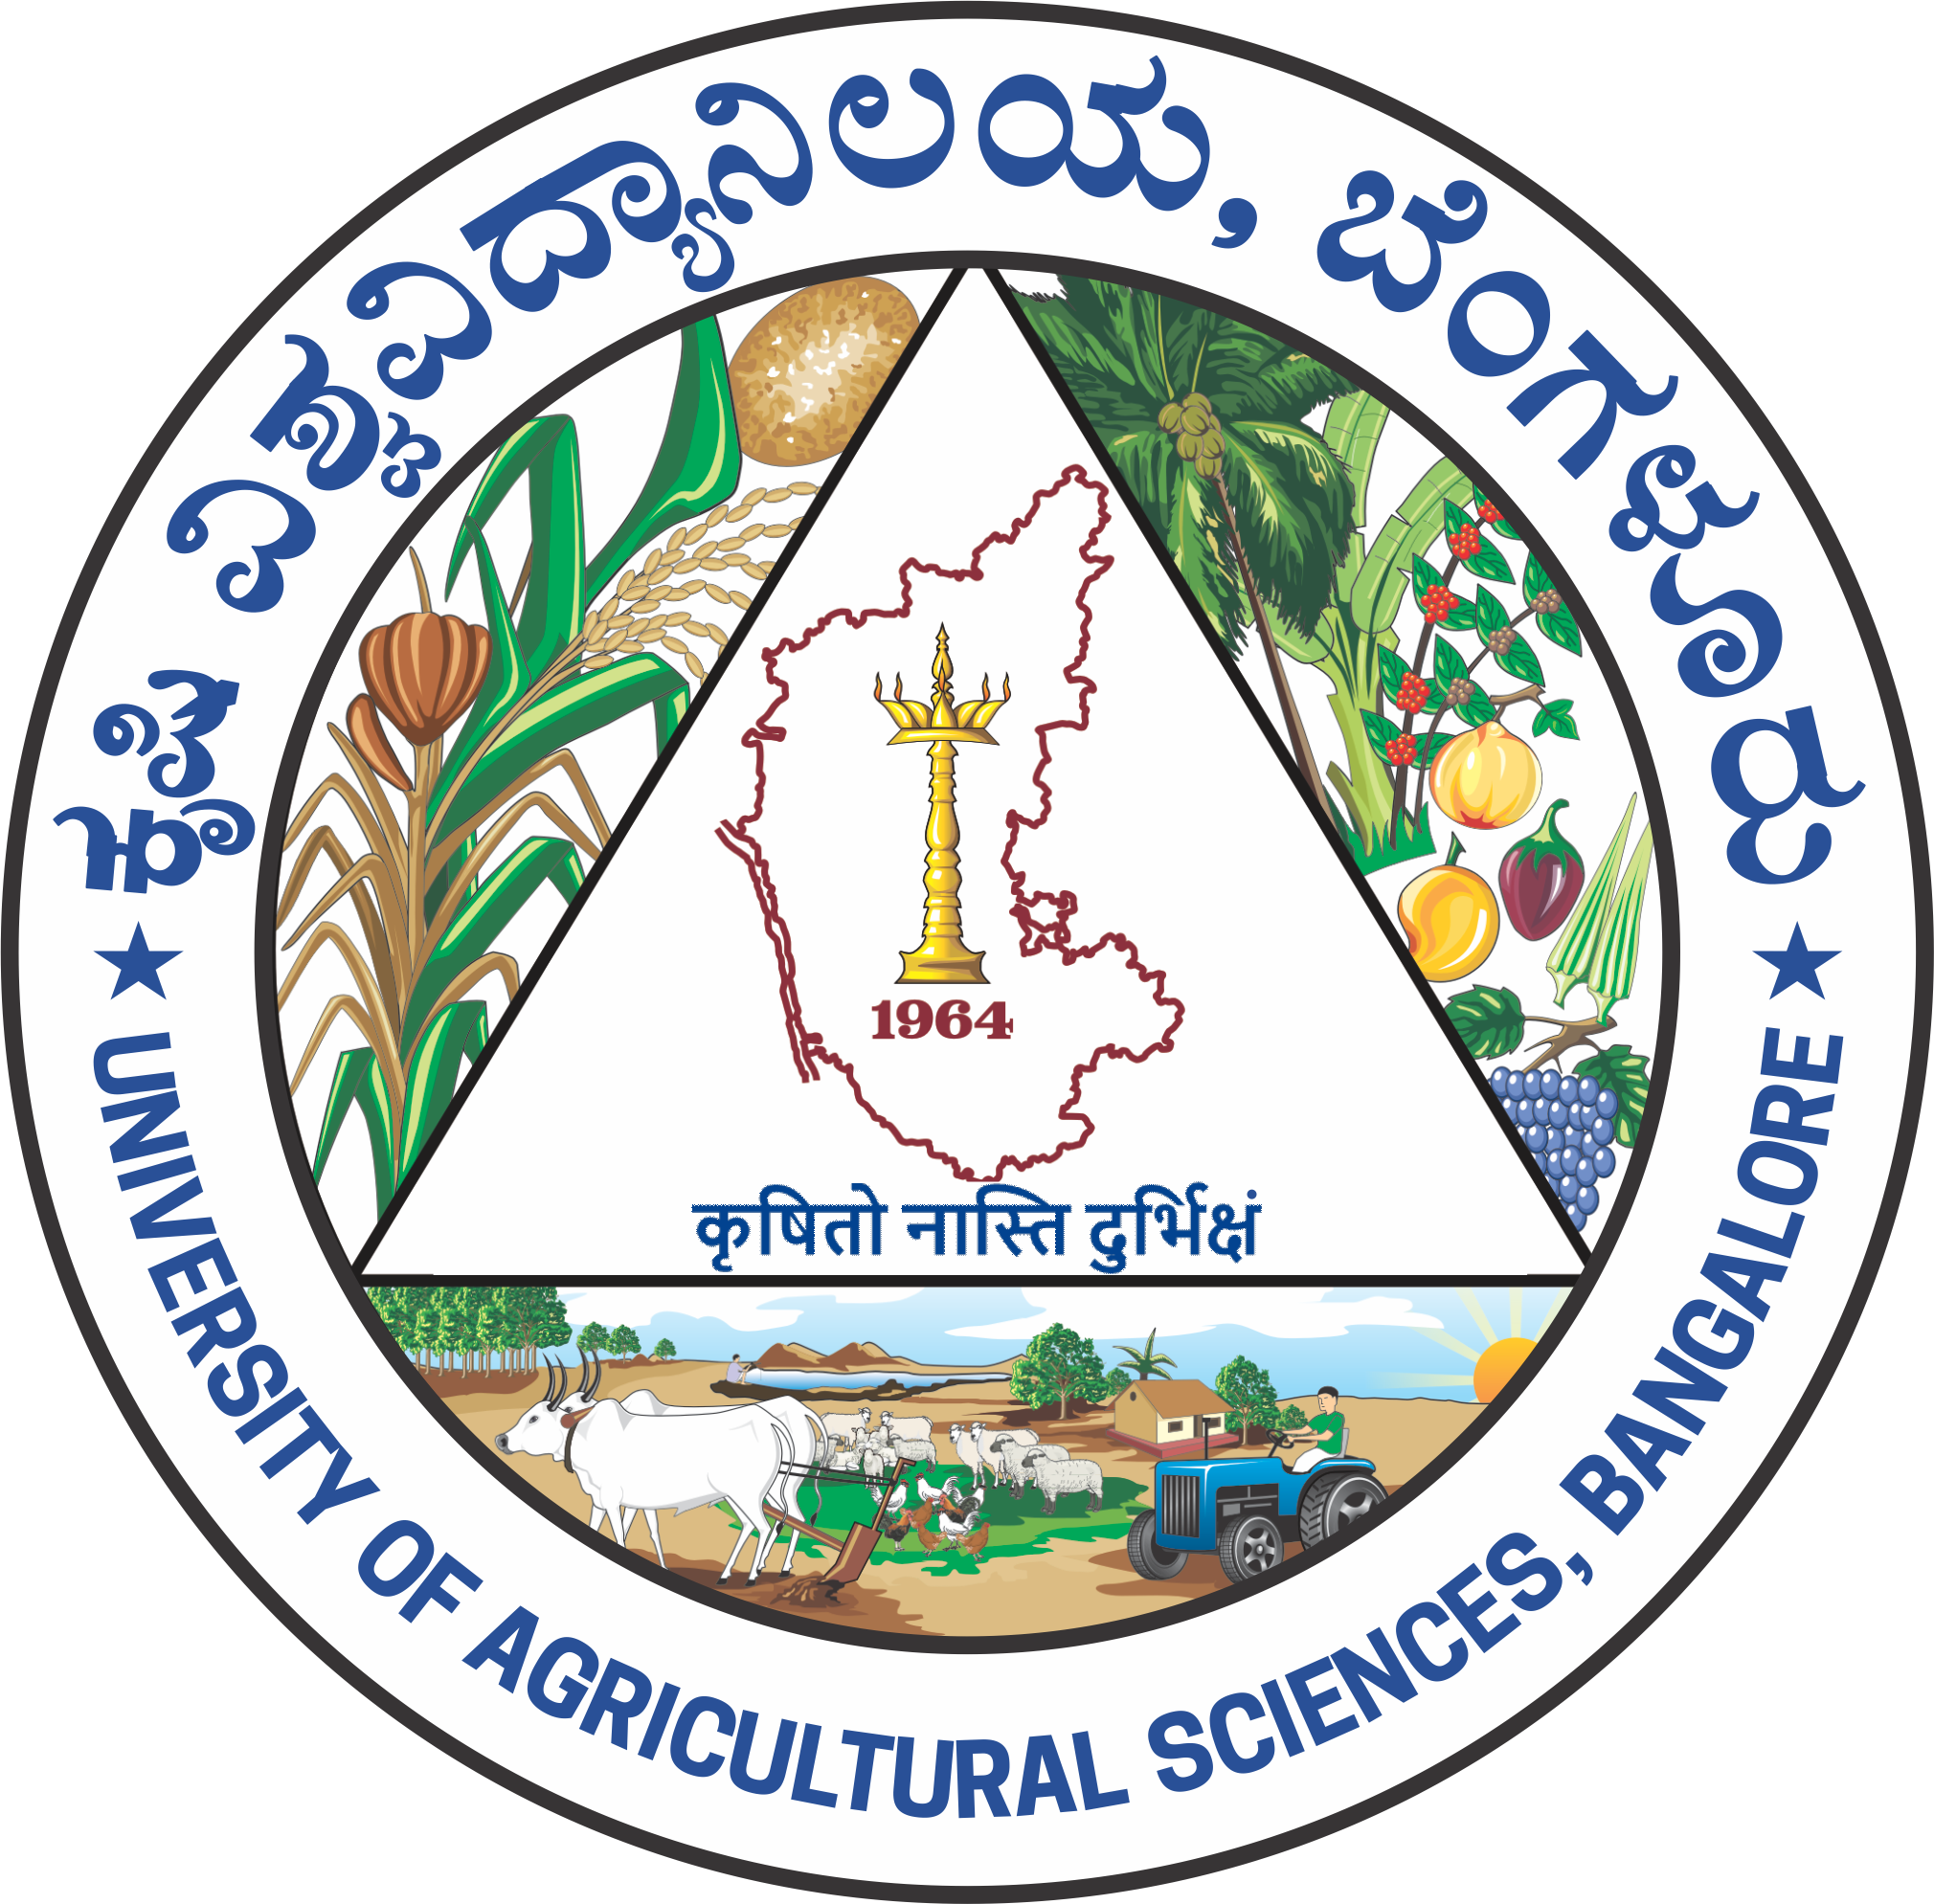 ಕೃಷಿ ವಿಶ್ವವಿದ್ಯಾನಿಲಯ, ಬೆಂಗಳೂರು
1964
कृषितो नास्ति दुर्भिक्षं
UNIVERSITY OF AGRICULTURAL SCIENCES, BANGALORE